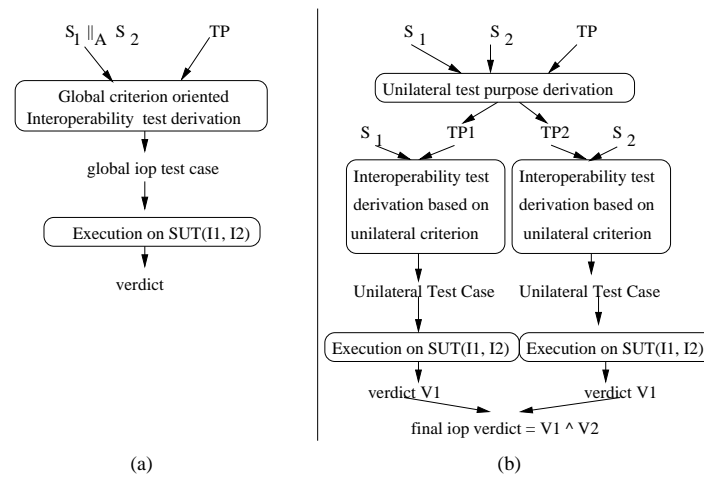 S1 ||A S2
TP
Global criterion oriented
Interoperability test derivation
global iop test case
Execution on SUT(I1, I2)
verdict
(a)
S1
S2
TP
Unilateral test purpose derivation
S1
TP1
TP2
S2
Interoperability test
derivation based on
unilateral criterion
Interoperability test
derivation based on
unilateral criterion
Unilateral Test Case
Unilateral Test Case
Execution on SUT(I1, I2)
Execution on SUT(I1, I2)
verdict V1
verdict V1
final iop verdict = V1 ^ V2
(b)